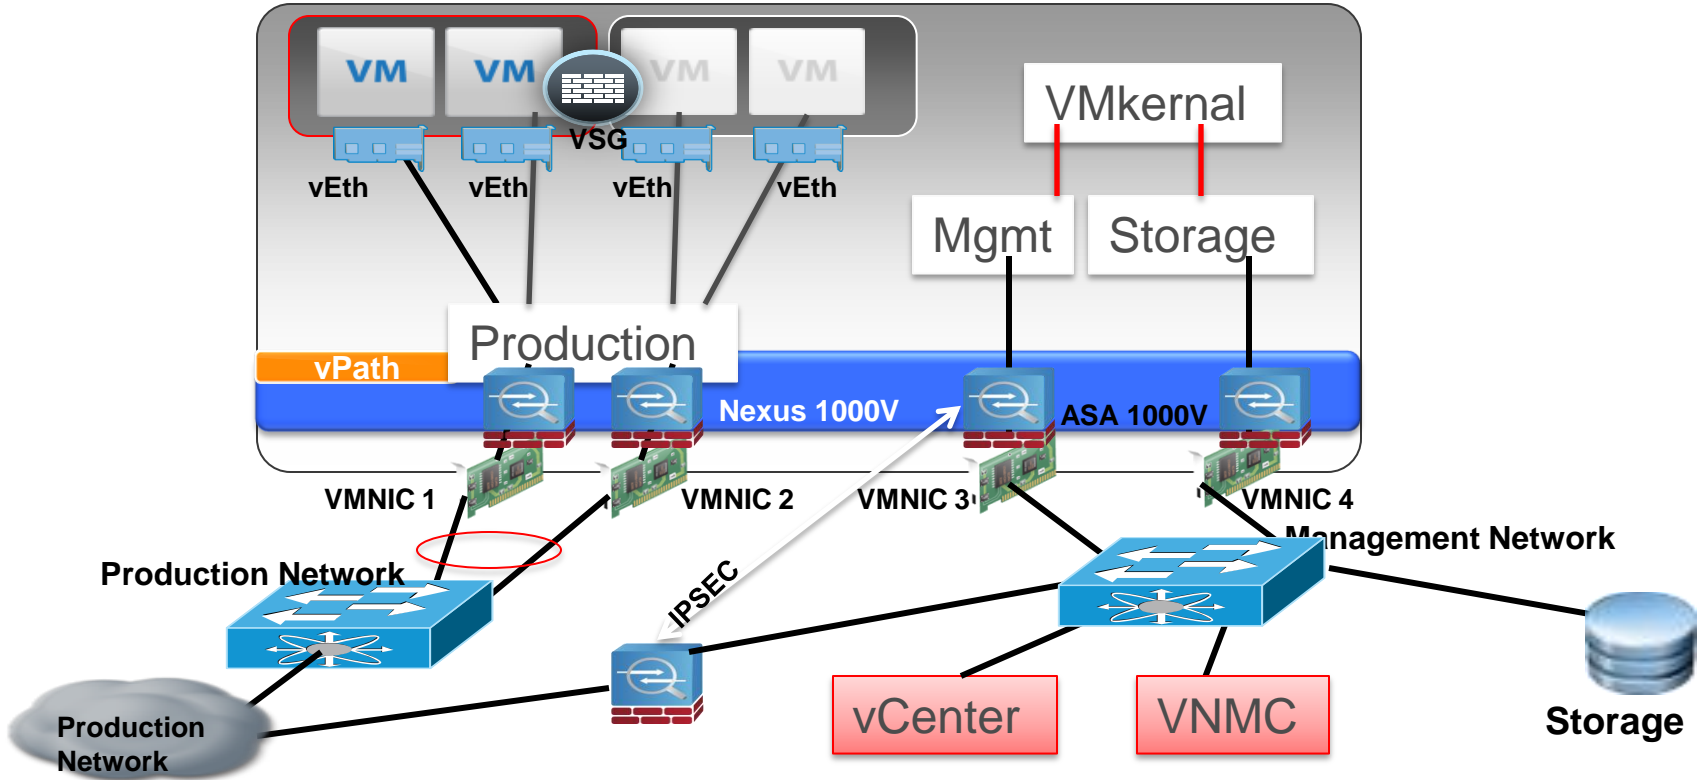 VM
VM
VM
VM
VSG
vEth
vEth
vEth
vEth
VMkernal
Mgmt
Storage
Production
vPath
Nexus 1000V
ASA 1000V
VMNIC 1
VMNIC 2
VMNIC 3
VMNIC 4
Management Network
Production Network
IPSEC
vCenter
VNMC
Storage
Production
Network